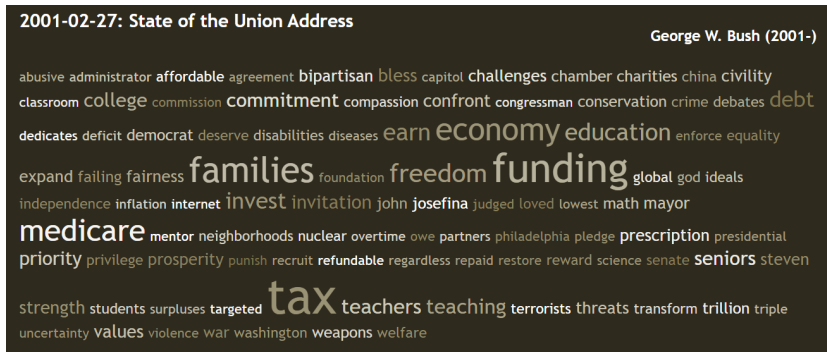 2001-02-27: State of the Union Address
George W. Bush (2001-)
abusive administrator affordable agreement bipartisan bless capitol challenges chamber charities china civility
classroom college commission commitment compassion confront congressman conservation crime debates debt
dedicates deficit democrat deserve disabilities diseases earn economy education enforce equality
expand failing fairness families foundation freedom funding global god ideals
independence inflation internet invest invitation john josefina judged loved lowest math mayor
medicare mentor neighborhoods nuclear overtime owe partners philadelphia pledge prescription presidential
priority privilege prosperity punish recruit refundable regardless repaid restore reward science senate seniors steven
strength students surpluses targeted tax teachers teaching terrorists threats transform trillion triple
uncertainty values violence war washington weapons welfare